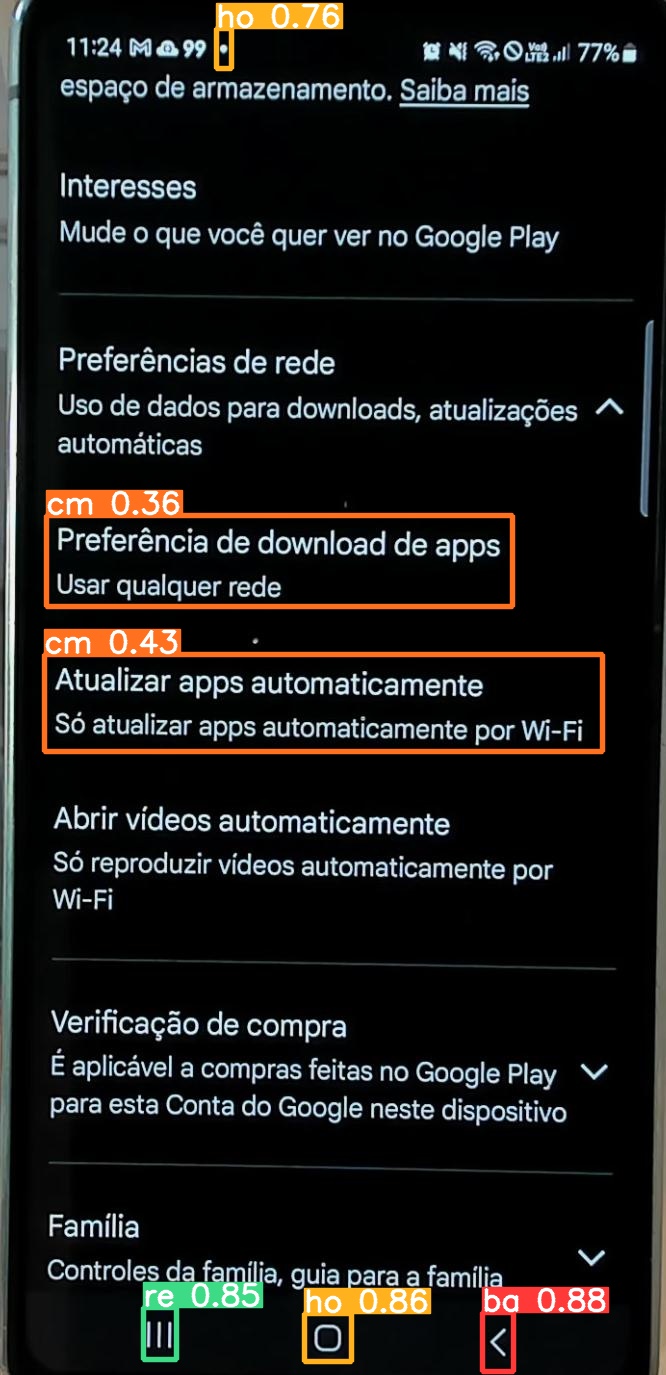 ho 0.76
11:24 99 77%
espaço de armazenamento. Saiba mais
Interesses
Mude o que você quer ver no Google Play
Preferências de rede
Uso de dados para downloads, atualizações
automáticas
cm 0.36
Preferência de download de apps
Usar qualquer rede
cm 0.43
Atualizar apps automaticamente
Só atualizar apps automaticamente por Wi-Fi
Abrir vídeos automaticamente
Só reproduzir vídeos automaticamente por
Wi-Fi
Verificação de compra
É aplicável a compras feitas no Google Play
para esta Conta do Google neste dispositivo
Família
Controles da família, guia para a família
re 0.85
ho 0.86
ba 0.88